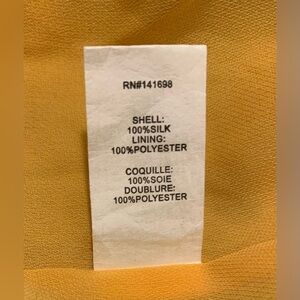 RN#141698
SHELL:
100%SILK
LINING:
100%POLYESTER
COQUILLE:
100%SOIE
DOUBLURE:
100%POLYESTER